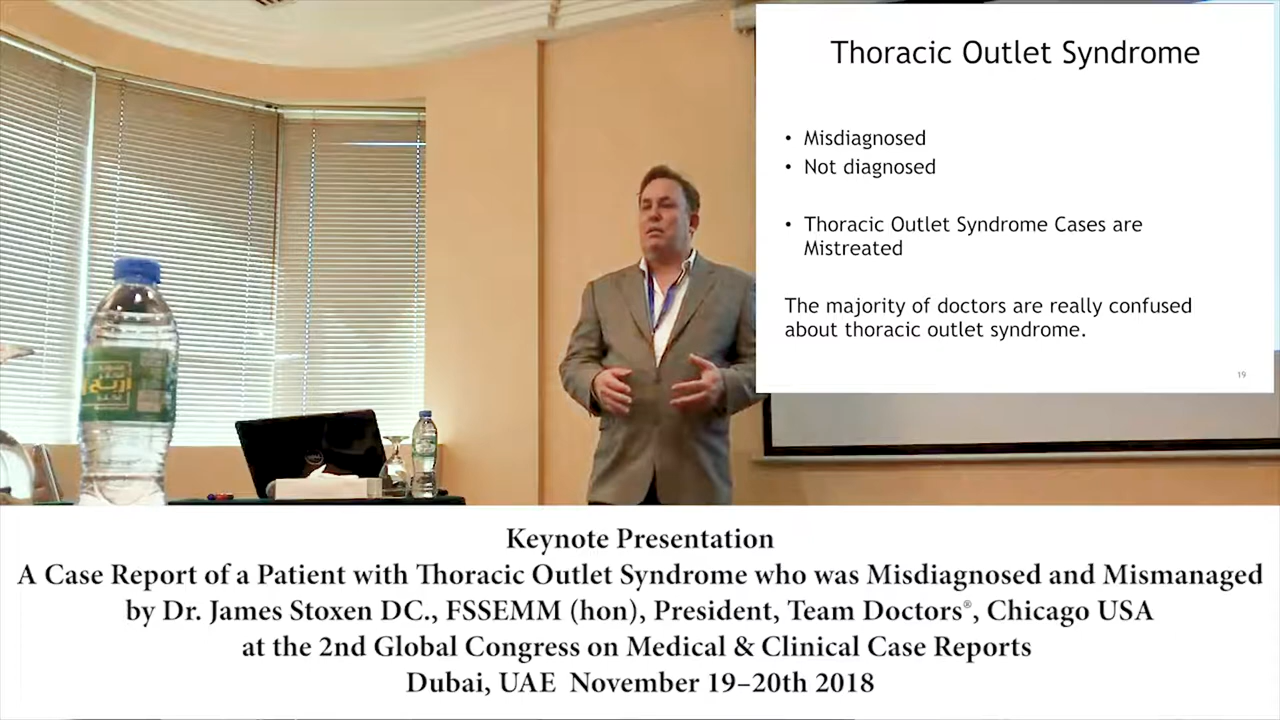 Thoracic Outlet Syndrome
• Misdiagnosed
• Not diagnosed
• Thoracic Outlet Syndrome Cases are
Mistreated
The majority of doctors are really confused
about thoracic outlet syndrome.
19
DELL
Keynote Presentation
A Case Report of a Patient with Thoracic Outlet Syndrome who was Misdiagnosed and Mismanaged
by Dr. James Stoxen DC., FSSEMM (hon), President, Team Doctors®, Chicago USA
at the 2nd Global Congress on Medical & Clinical Case Reports
Dubai, UAE November 19–20th 2018